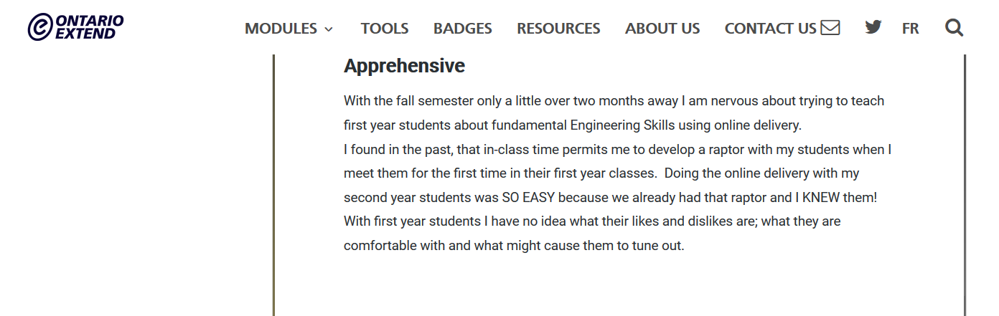 ONTARIO
EXTEND
MODULES TOOLS BADGES RESOURCES ABOUT US CONTACT US FR
Apprehensive
With the fall semester only a little over two months away I am nervous about trying to teach
first year students about fundamental Engineering Skills using online delivery.
I found in the past, that in-class time permits me to develop a raptor with my students when I
meet them for the first time in their first year classes.  Doing the online delivery with my
second year students was SO EASY because we already had that raptor and I KNEW them!
With first year students I have no idea what their likes and dislikes are; what they are
comfortable with and what might cause them to tune out.